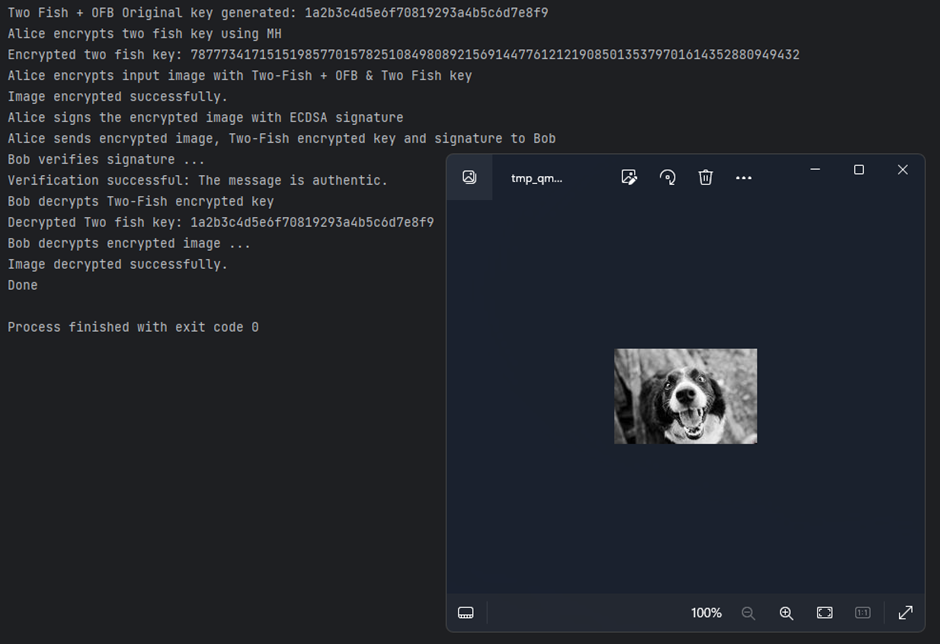 Two Fish + OFB Original key generated: 1a2b3c4d5e6f70819293a4b5c6d7e8f9
Alice encrypts two fish key using MH
Encrypted two fish key: 78777341715151985770157825108498089215691447761212190850135379701614352880949432
Alice encrypts input image with Two-Fish + OFB & Two Fish key
Image encrypted successfully.
Alice signs the encrypted image with ECDSA signature
Alice sends encrypted image, Two-Fish encrypted key and signature to Bob
Bob verifies signature ...
Verification successful: The message is authentic.
Bob decrypts Two-Fish encrypted key
Decrypted Two fish key: 1a2b3c4d5e6f70819293a4b5c6d7e8f9
Bob decrypts encrypted image ...
Image decrypted successfully.
Done
Process finished with exit code 0
tmp_qm...
100%
1:1